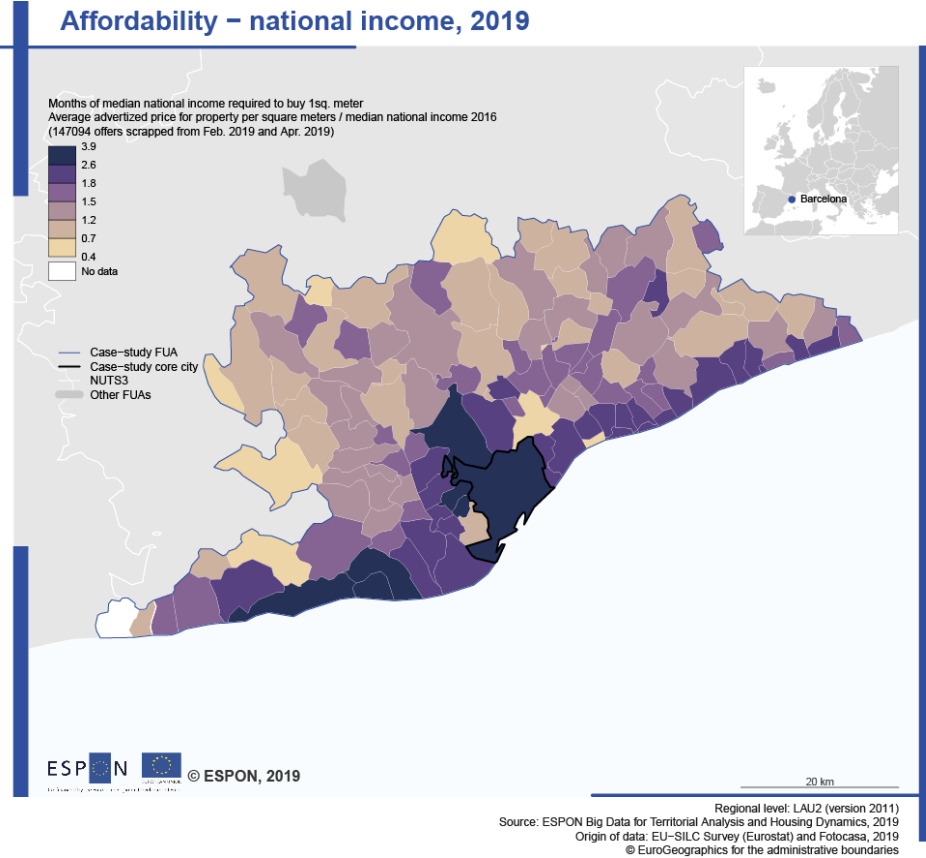 Affordability − national income, 2019
Months of median national income required to buy 1sq. meter
Average advertized price for property per square meters / median national income 2016
(147094 offers scrapped from Feb. 2019 and Apr. 2019)
3.9
2.6
1.8
1.5
1.2
0.7
0.4
No data
Barcelona
Case−study FUA
Case−study core city
NUTS3
Other FUAs
ESPON
© ESPON, 2019
20 km
Regional level: LAU2 (version 2011)
Source: ESPON Big Data for Territorial Analysis and Housing Dynamics, 2019
Origin of data: EU−SILC Survey (Eurostat) and Fotocasa, 2019
© EuroGeographics for the administrative boundaries